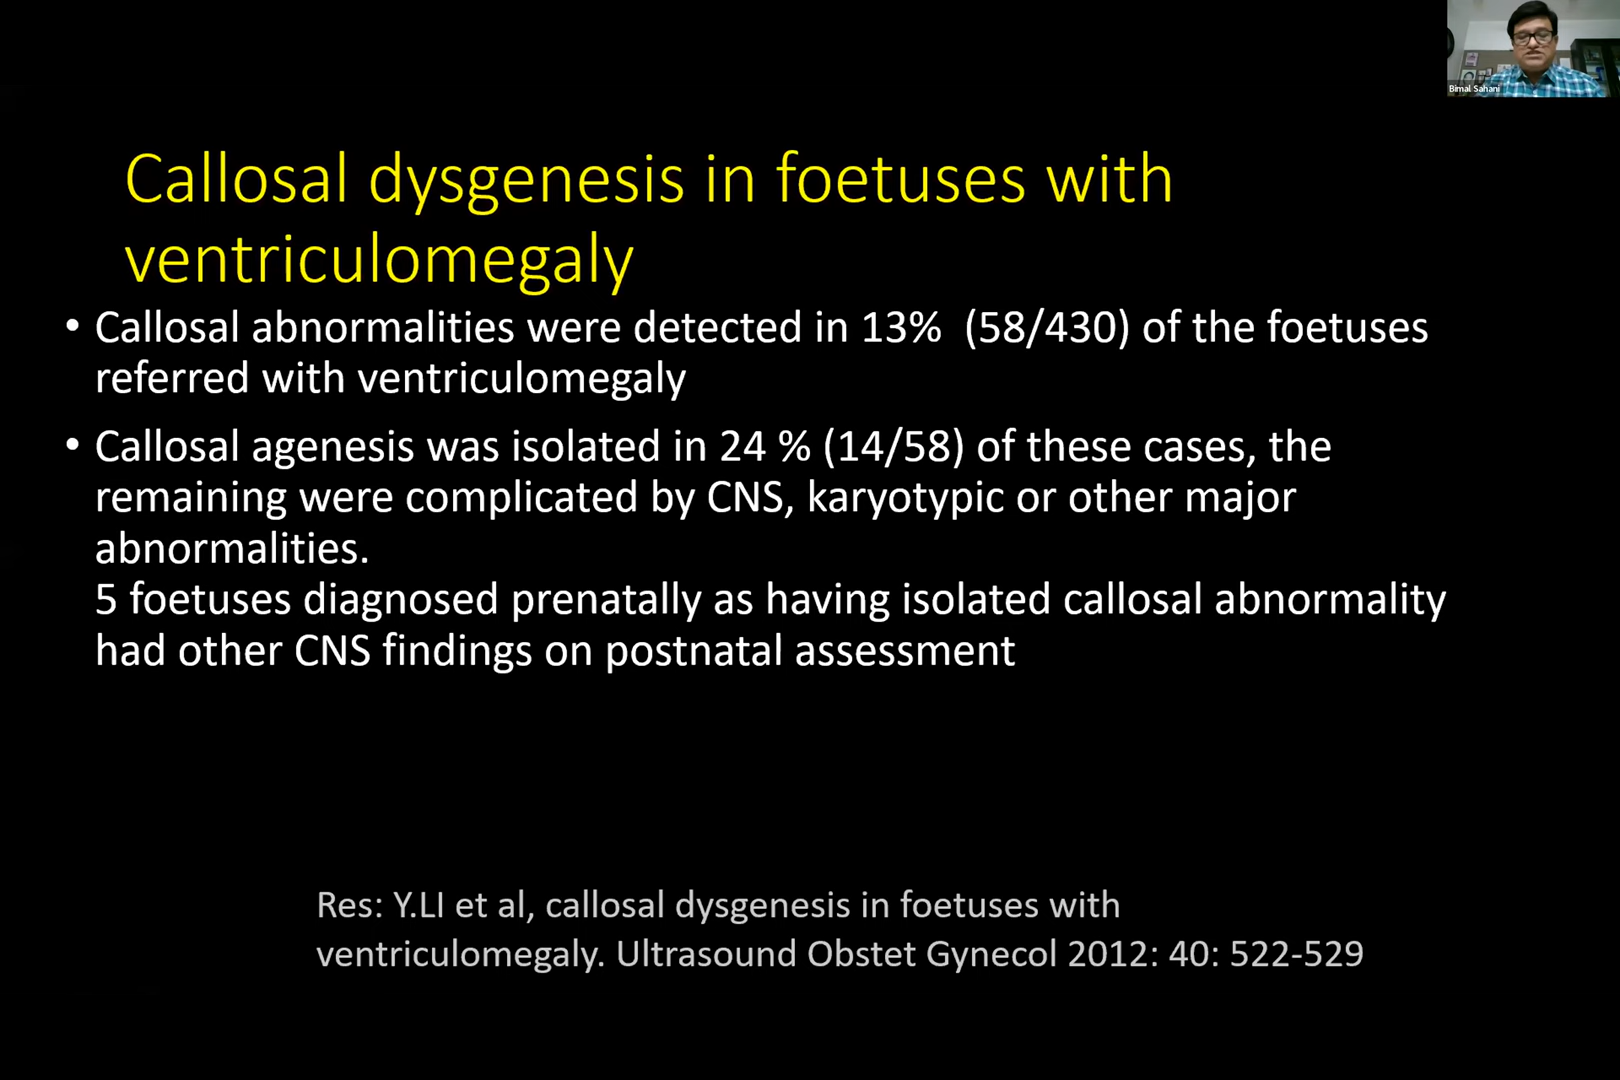 Bimal Sahani
Callosal dysgenesis in foetuses with
ventriculomegaly
• Callosal abnormalities were detected in 13% (58/430) of the foetuses
referred with ventriculomegaly
• Callosal agenesis was isolated in 24 % (14/58) of these cases, the
remaining were complicated by CNS, karyotypic or other major
abnormalities.
5 foetuses diagnosed prenatally as having isolated callosal abnormality
had other CNS findings on postnatal assessment
Res: Y.LI et al, callosal dysgenesis in foetuses with
ventriculomegaly. Ultrasound Obstet Gynecol 2012: 40: 522-529